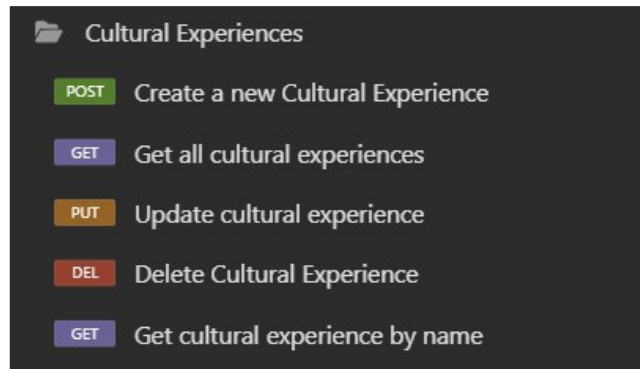 Cultural Experiences
POST Create a new Cultural Experience
GET Get all cultural experiences
PUT Update cultural experience
DEL Delete Cultural Experience
GET Get cultural experience by name